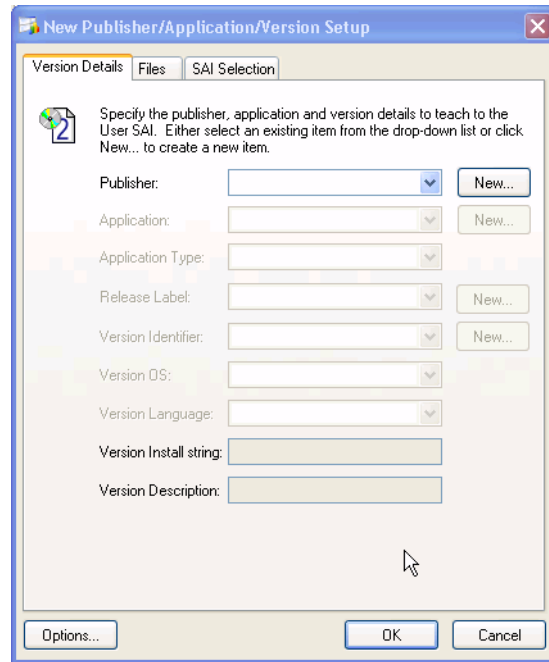 New Publisher/Application/Version Setup
Version Details Files SAI Selection
2
Specify the publisher, application and version details to teach to the
User SAI. Either select an existing item from the drop-down list or click
New... to create a new item.
Publisher: New...
Application: New...
Application Type:
Release Label: New...
Version Identifier: New...
Version OS:
Version Language:
Version Install string:
Version Description:
Options... OK Cancel